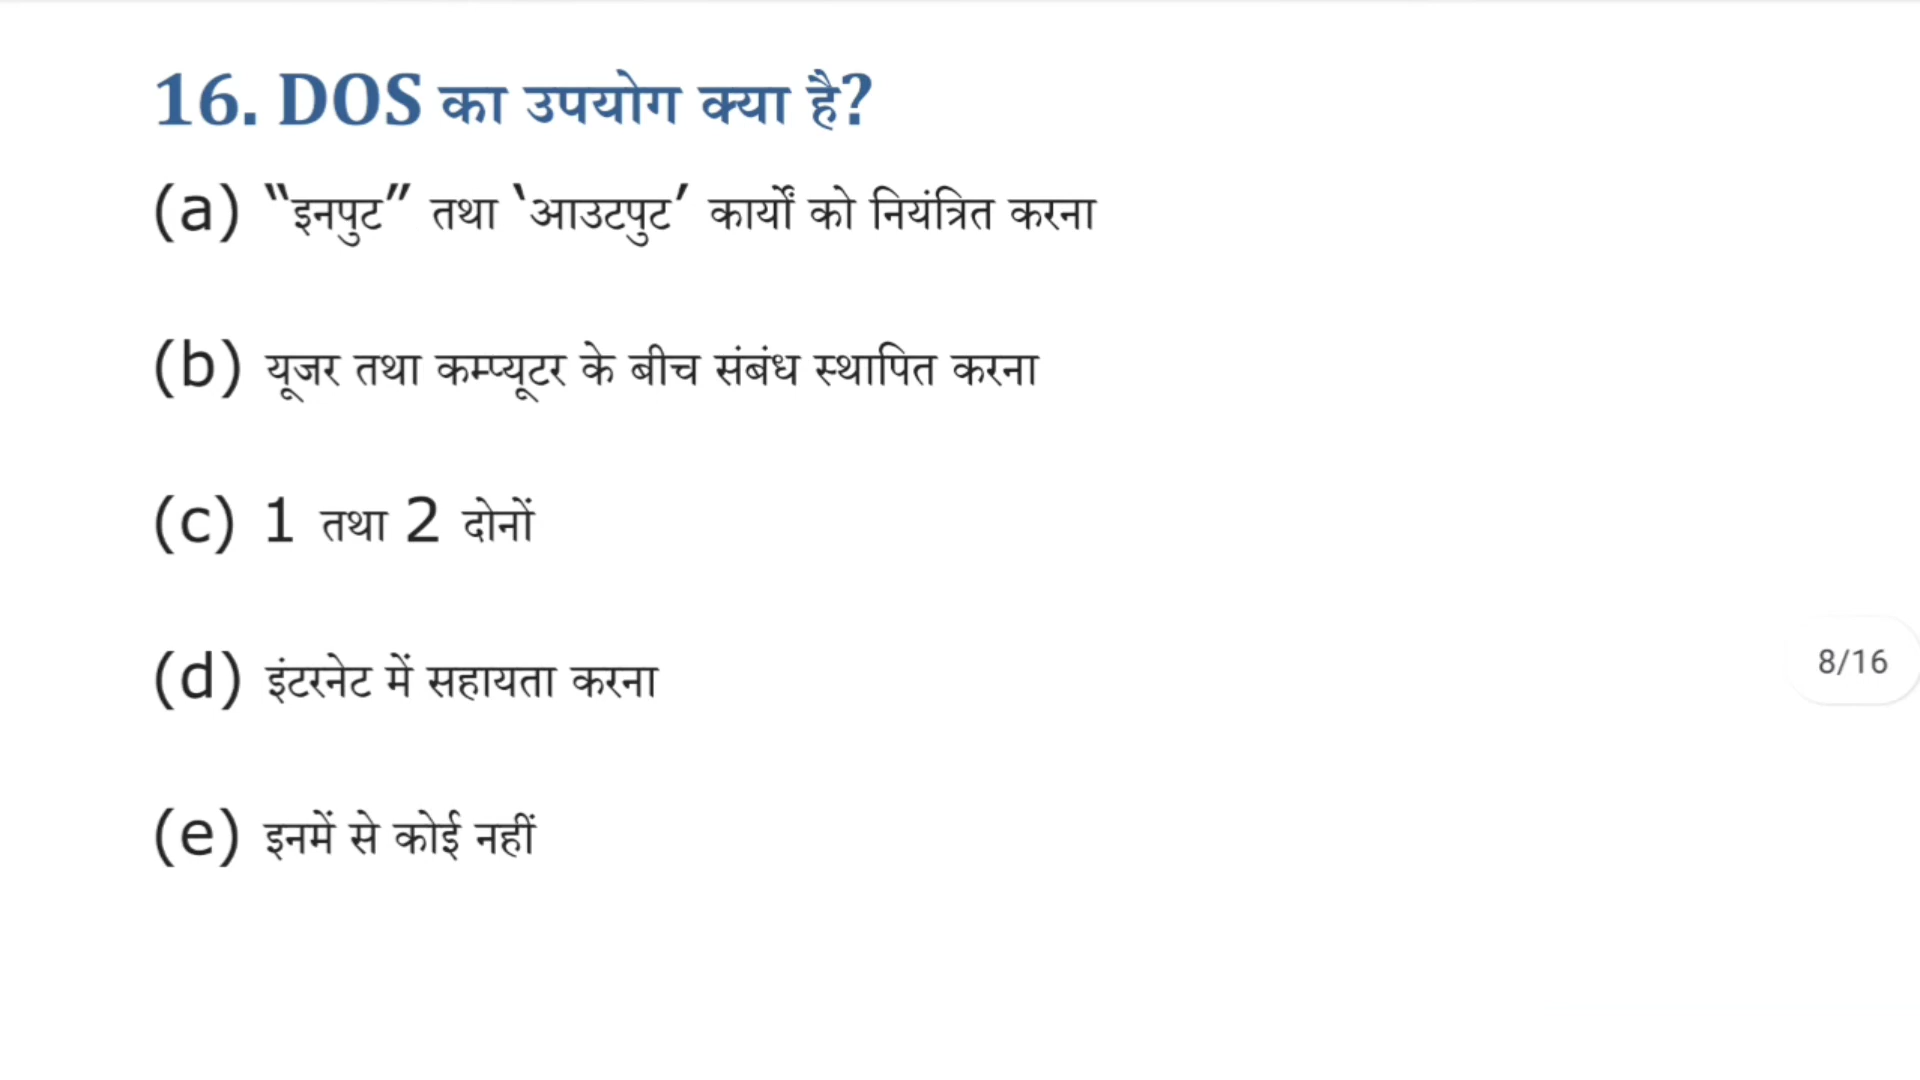 16. DOS का उपयोग क्या है?
(a) “इनपुट” तथा ‘आउटपुट’ कार्यों को नियंत्रित करना
(b) यूजर तथा कम्प्यूटर के बीच संबंध स्थापित करना
(c) 1 तथा 2 दोनों
(d) इंटरनेट में सहायता करना
8/16
(e) इनमें से कोई नहीं